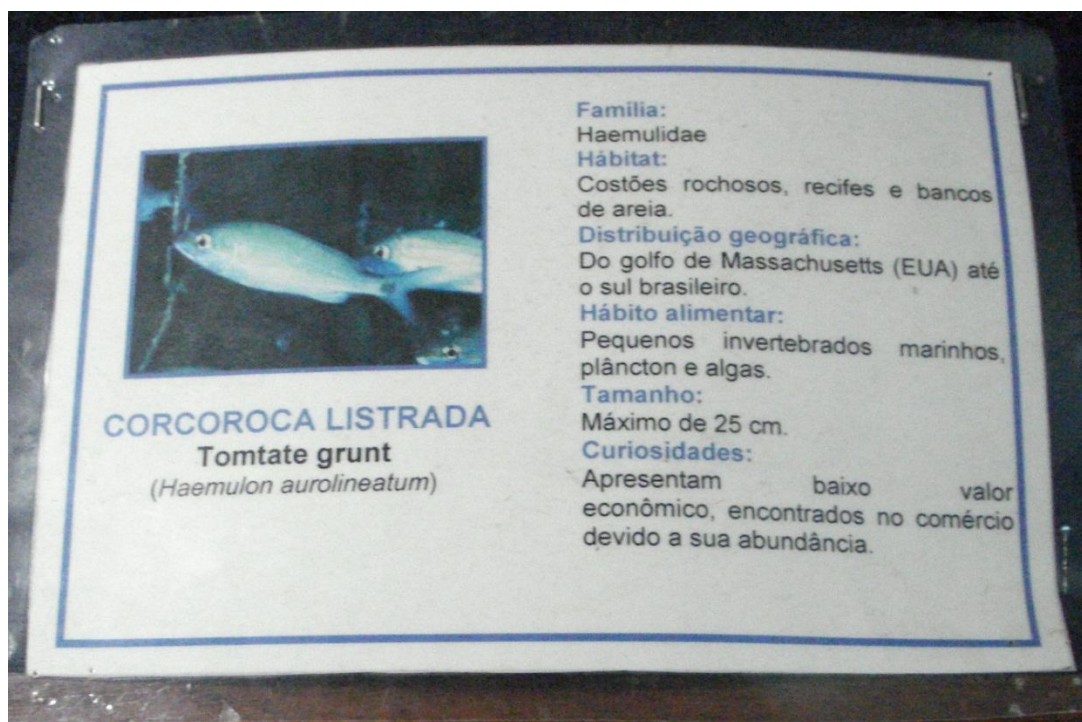 CORCOROCA LISTRADA
Tomtate grunt
(Haemulon aurolineatum)
Família:
Haemulidae
Hábitat:
Costões rochosos, recifes e bancos
de areia.
Distribuição geográfica:
Do golfo de Massachusetts (EUA) até
o sul brasileiro.
Hábito alimentar:
Pequenos invertebrados marinhos,
plâncton e algas.
Tamanho:
Máximo de 25 cm.
Curiosidades:
Apresentam baixo valor
econômico, encontrados no comércio
devido a sua abundância.